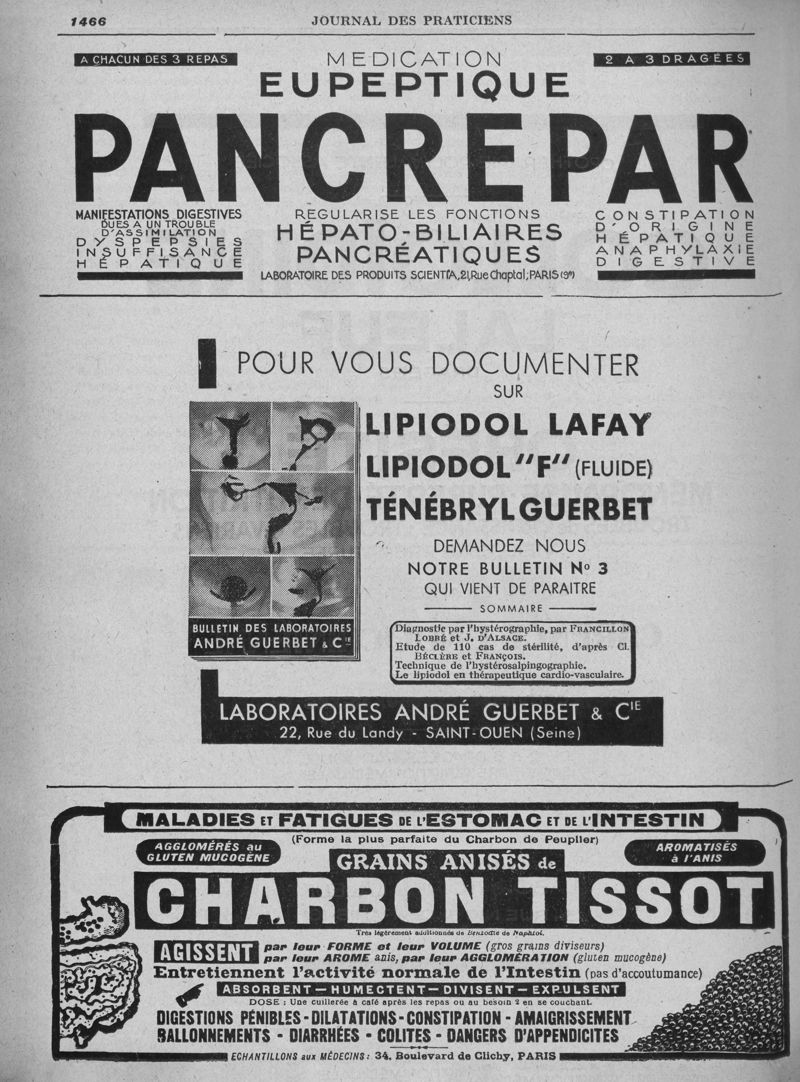 1466
JOURNAL DES PRATICIENS
A CHACUN DES 3 REPAS
MEDICATION
2 A 3 DRAGÉES
EUPEPTIQUE
PANCREPAR
MANIFESTATIONS DIGESTIVES
DUES A UN TROUBLE
D'ASSIMILATION
DYSPEPSIES
INSUFFISANCE
HÉPATIQUE
REGULARISE LES FONCTIONS
HÉPATO-BILIAIRES
PANCRÉATIQUES
LABORATOIRE DES PRODUITS SCIENTIA, 21, Rue Chaptal; PARIS (9e)
CONSTIPATION
D'ORIGINE
HÉPATIQUE
ANAPHYLAXIE
DIGESTIVE
POUR VOUS DOCUMENTER
SUR
LIPIODOL LAFAY
LIPIODOL "F" (FLUIDE)
TÉNÉBRYL GUERBET
DEMANDEZ NOUS
NOTRE BULLETIN No 3
QUI VIENT DE PARAITRE
SOMMAIRE
Diagnostic par l'hystérographie, par FRANCILLON
LOBRÉ et J. D'ALSACE.
Etude de 110 cas de stérilité, d'après Cl.
BÉCLÈRE et FRANÇOIS.
Technique de l'hystérosalpingographie.
Le lipiodol en thérapeutique cardio-vasculaire.
BULLETIN DES LABORATOIRES
ANDRÉ GUERBET & CIE
LABORATOIRES ANDRÉ GUERBET & CIE
22, Rue du Landy - SAINT-OUEN (Seine)
MALADIES ET FATIGUES DE L'ESTOMAC ET DE L'INTESTIN
(Forme la plus parfaite du Charbon de Peuplier)
AGGLOMÉRÉS au
GLUTEN MUCOGÈNE
GRAINS ANISÉS de
AROMATISÉS
à l'ANIS
CHARBON TISSOT
Très légèrement additionnés de Benzoate de Naphtol.
AGISSENT
par leur FORME et leur VOLUME (gros grains diviseurs)
par leur AROME anis, par leur AGGLOMÉRATION (gluten mucogène)
Entretiennent l'activité normale de l'Intestin (pas d'accoutumance)
ABSORBENT — HUMECTENT — DIVISENT — EXPULSENT
DOSE : Une cuillerée à café après les repas ou au besoin 2 en se couchant.
DIGESTIONS PÉNIBLES - DILATATIONS - CONSTIPATION - AMAIGRISSEMENT
BALLONNEMENTS - DIARRHÉES - COLITES - DANGERS D'APPENDICITES
ECHANTILLONS aux MÉDECINS : 34, Boulevard de Clichy, PARIS